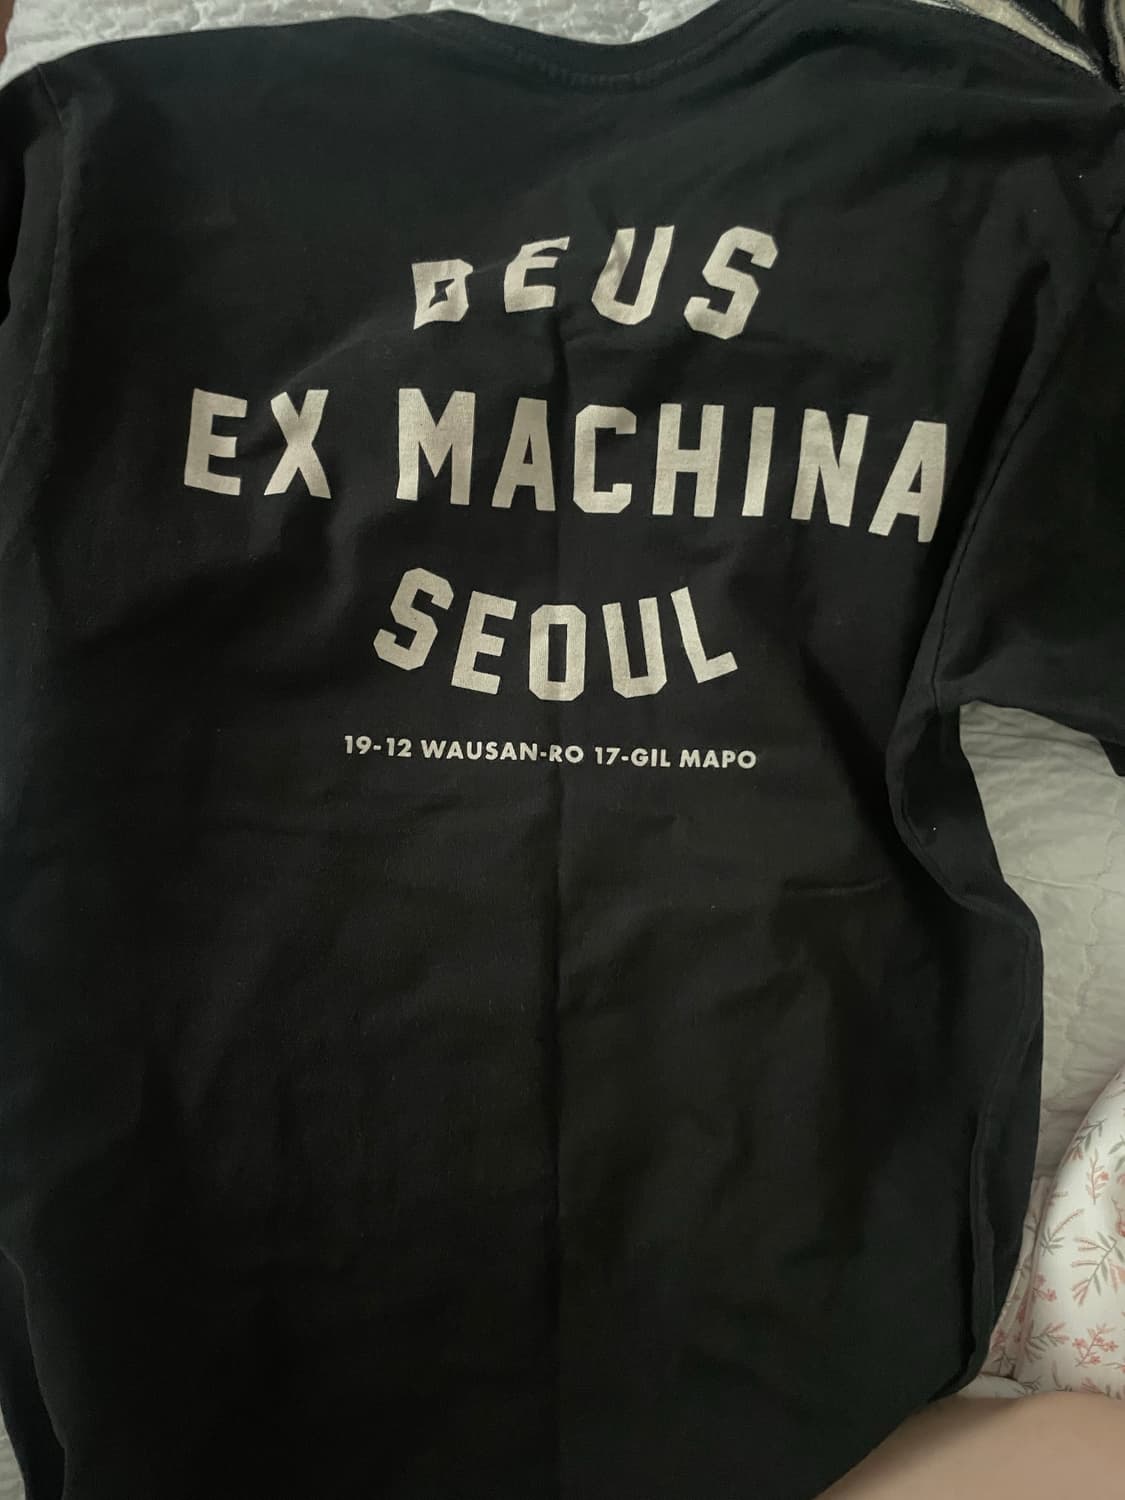 DEUS
EX MACHINA
SEOUL
19-12 WAUSAN-RO 17-GIL MAPO